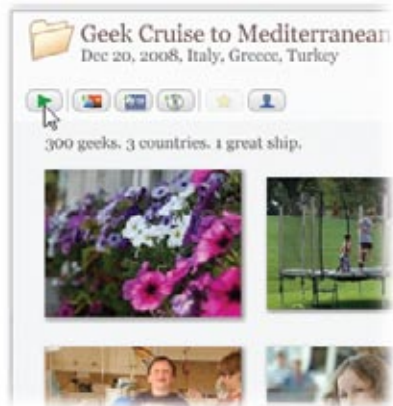 Geek Cruise to Mediterranean
Dec 20, 2008, Italy, Greece, Turkey
300 geeks. 3 countries. 1 great ship.